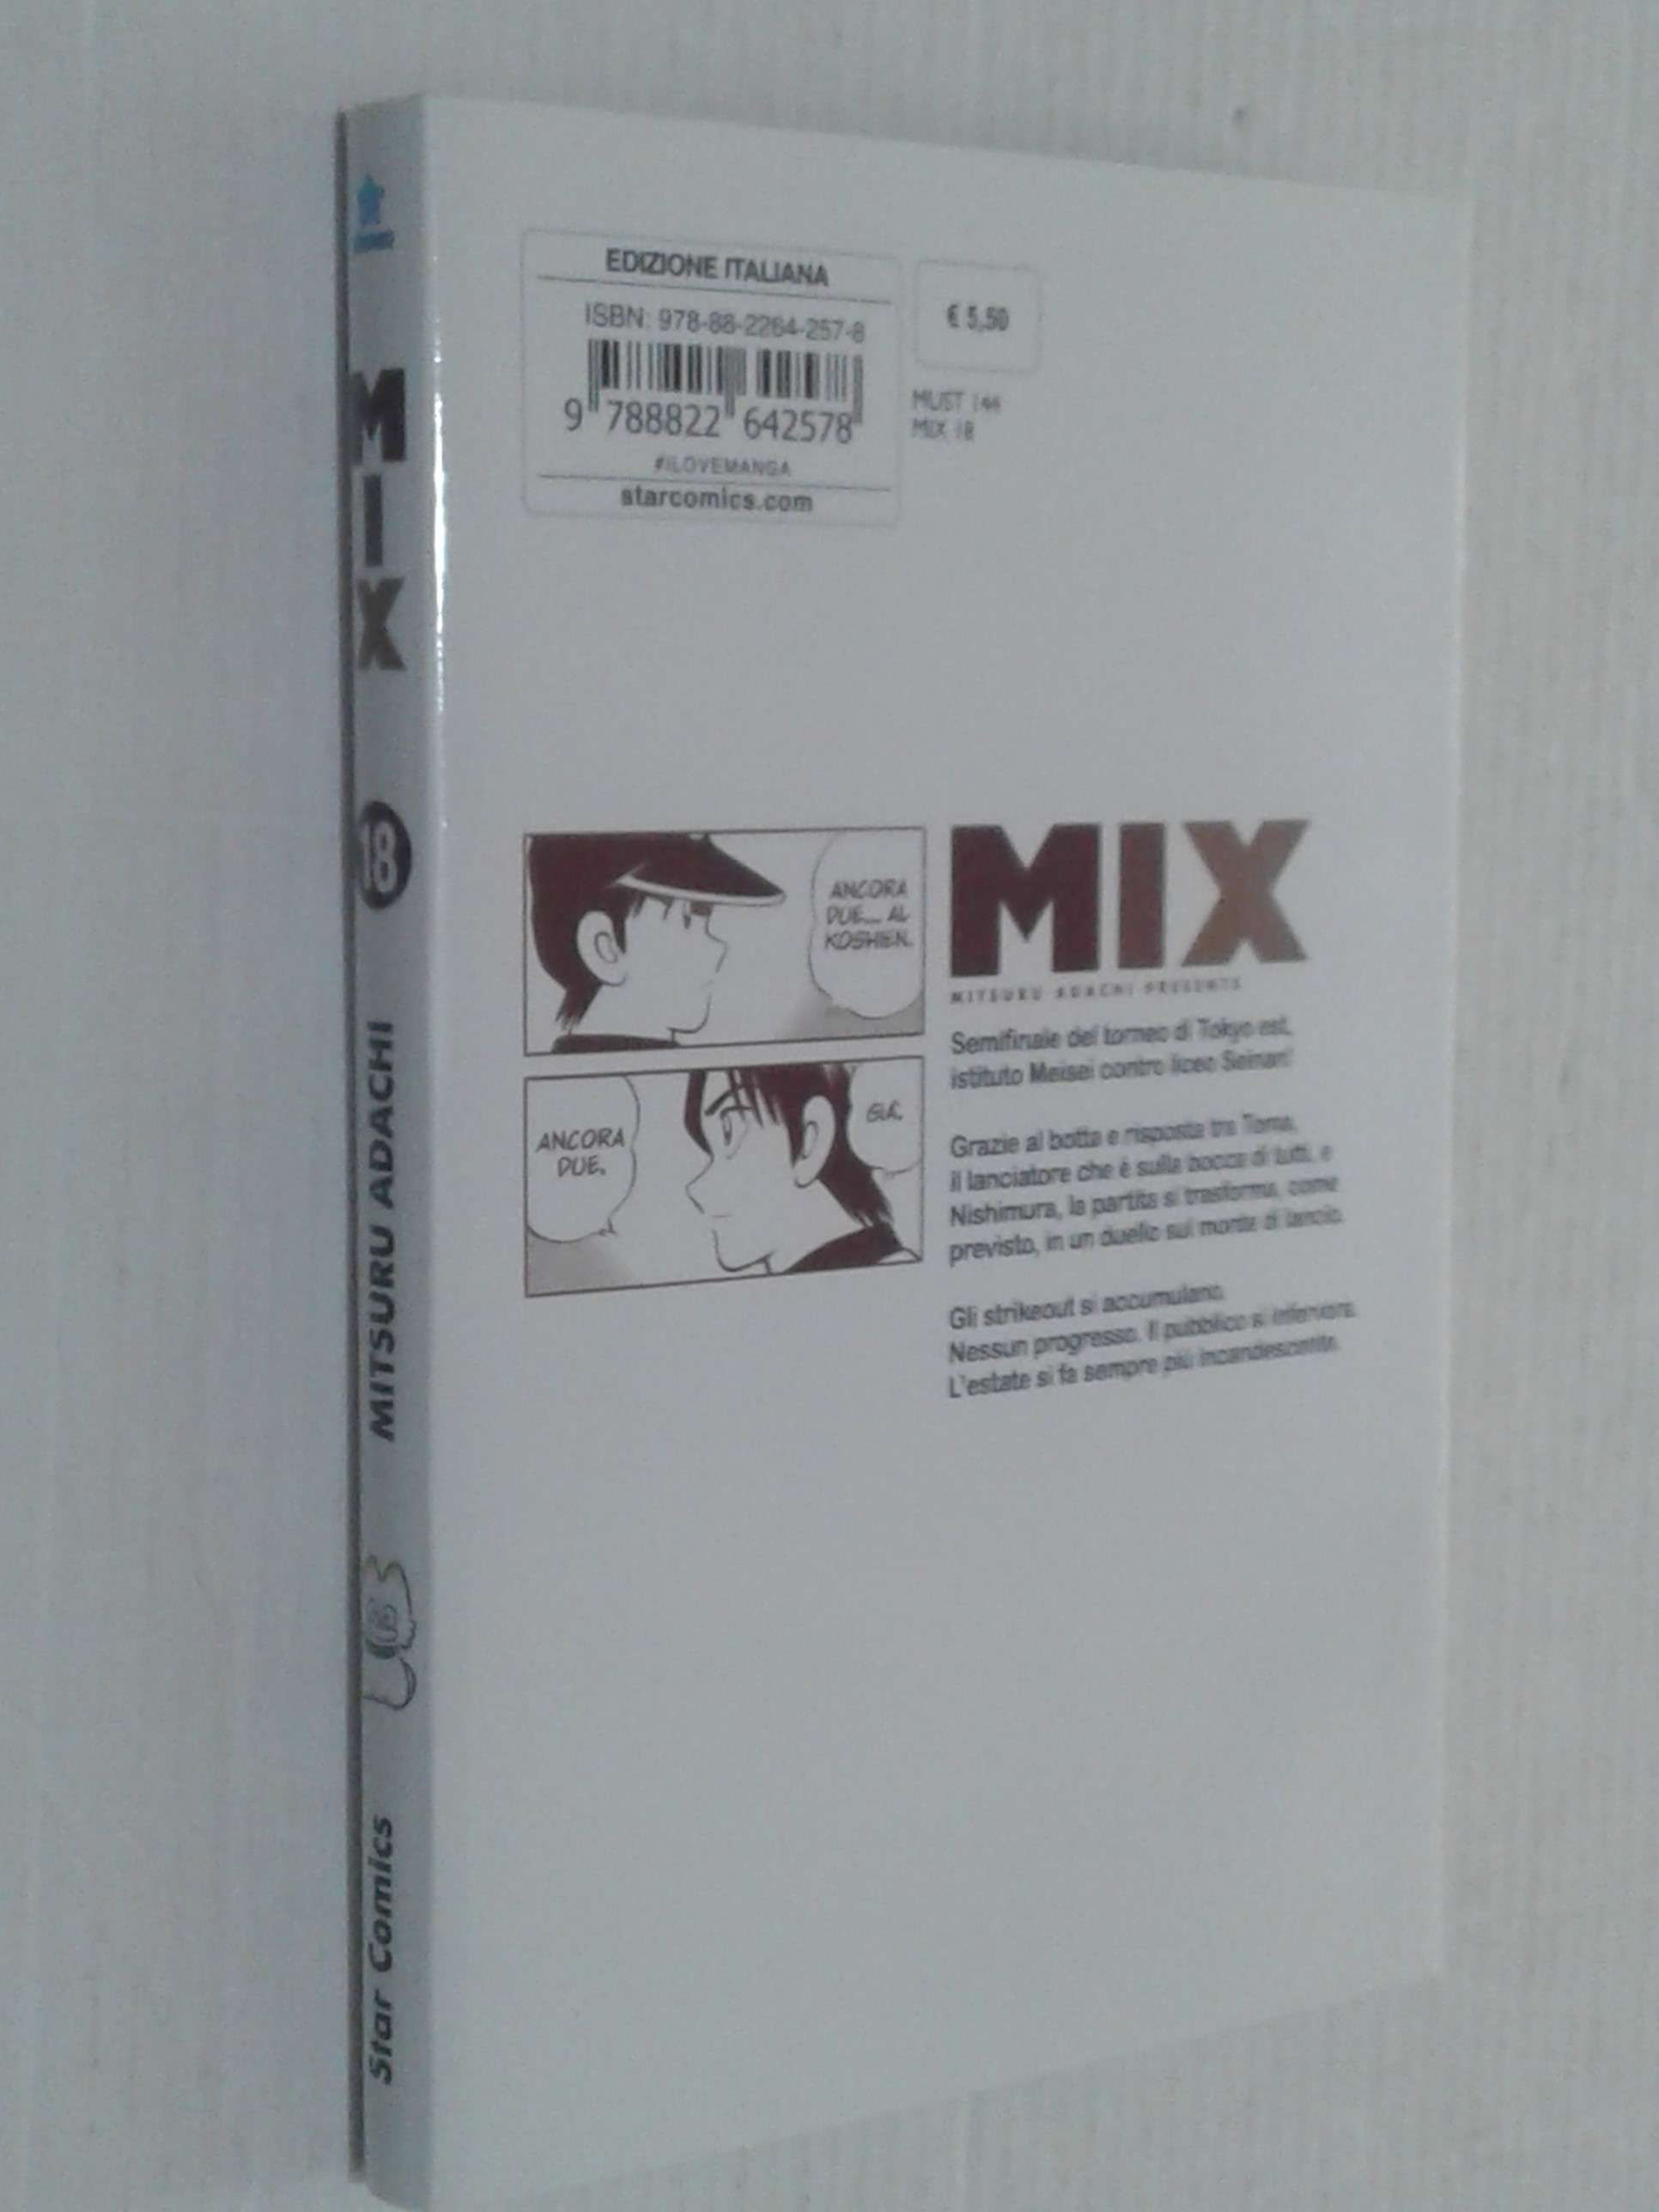 MIX
18
MITSURU ADACHI
Star Comics
EDIZIONE ITALIANA
ISBN: 978-88-2264-257-8
9 788822 642578
#ILOVEMANGA
starcomics.com
€ 5,50
MUST 144
MIX 18
ANCORA
DUE... AL
KOSHIEN.
ANCORA
DUE.
GIÀ.
MIX
MITSURU ADACHI PRESENTS
Semifinale del torneo di Tokyo est,
istituto Meisei contro liceo Seinan!
Grazie al botta e risposta tra Toma,
il lanciatore che è sulla bocca di tutti, e
Nishimura, la partita si trasforma, come
previsto, in un duello sul monte di lancio.
Gli strikeout si accumulano.
Nessun progresso. Il pubblico si infervora.
L'estate si fa sempre più incandescente.